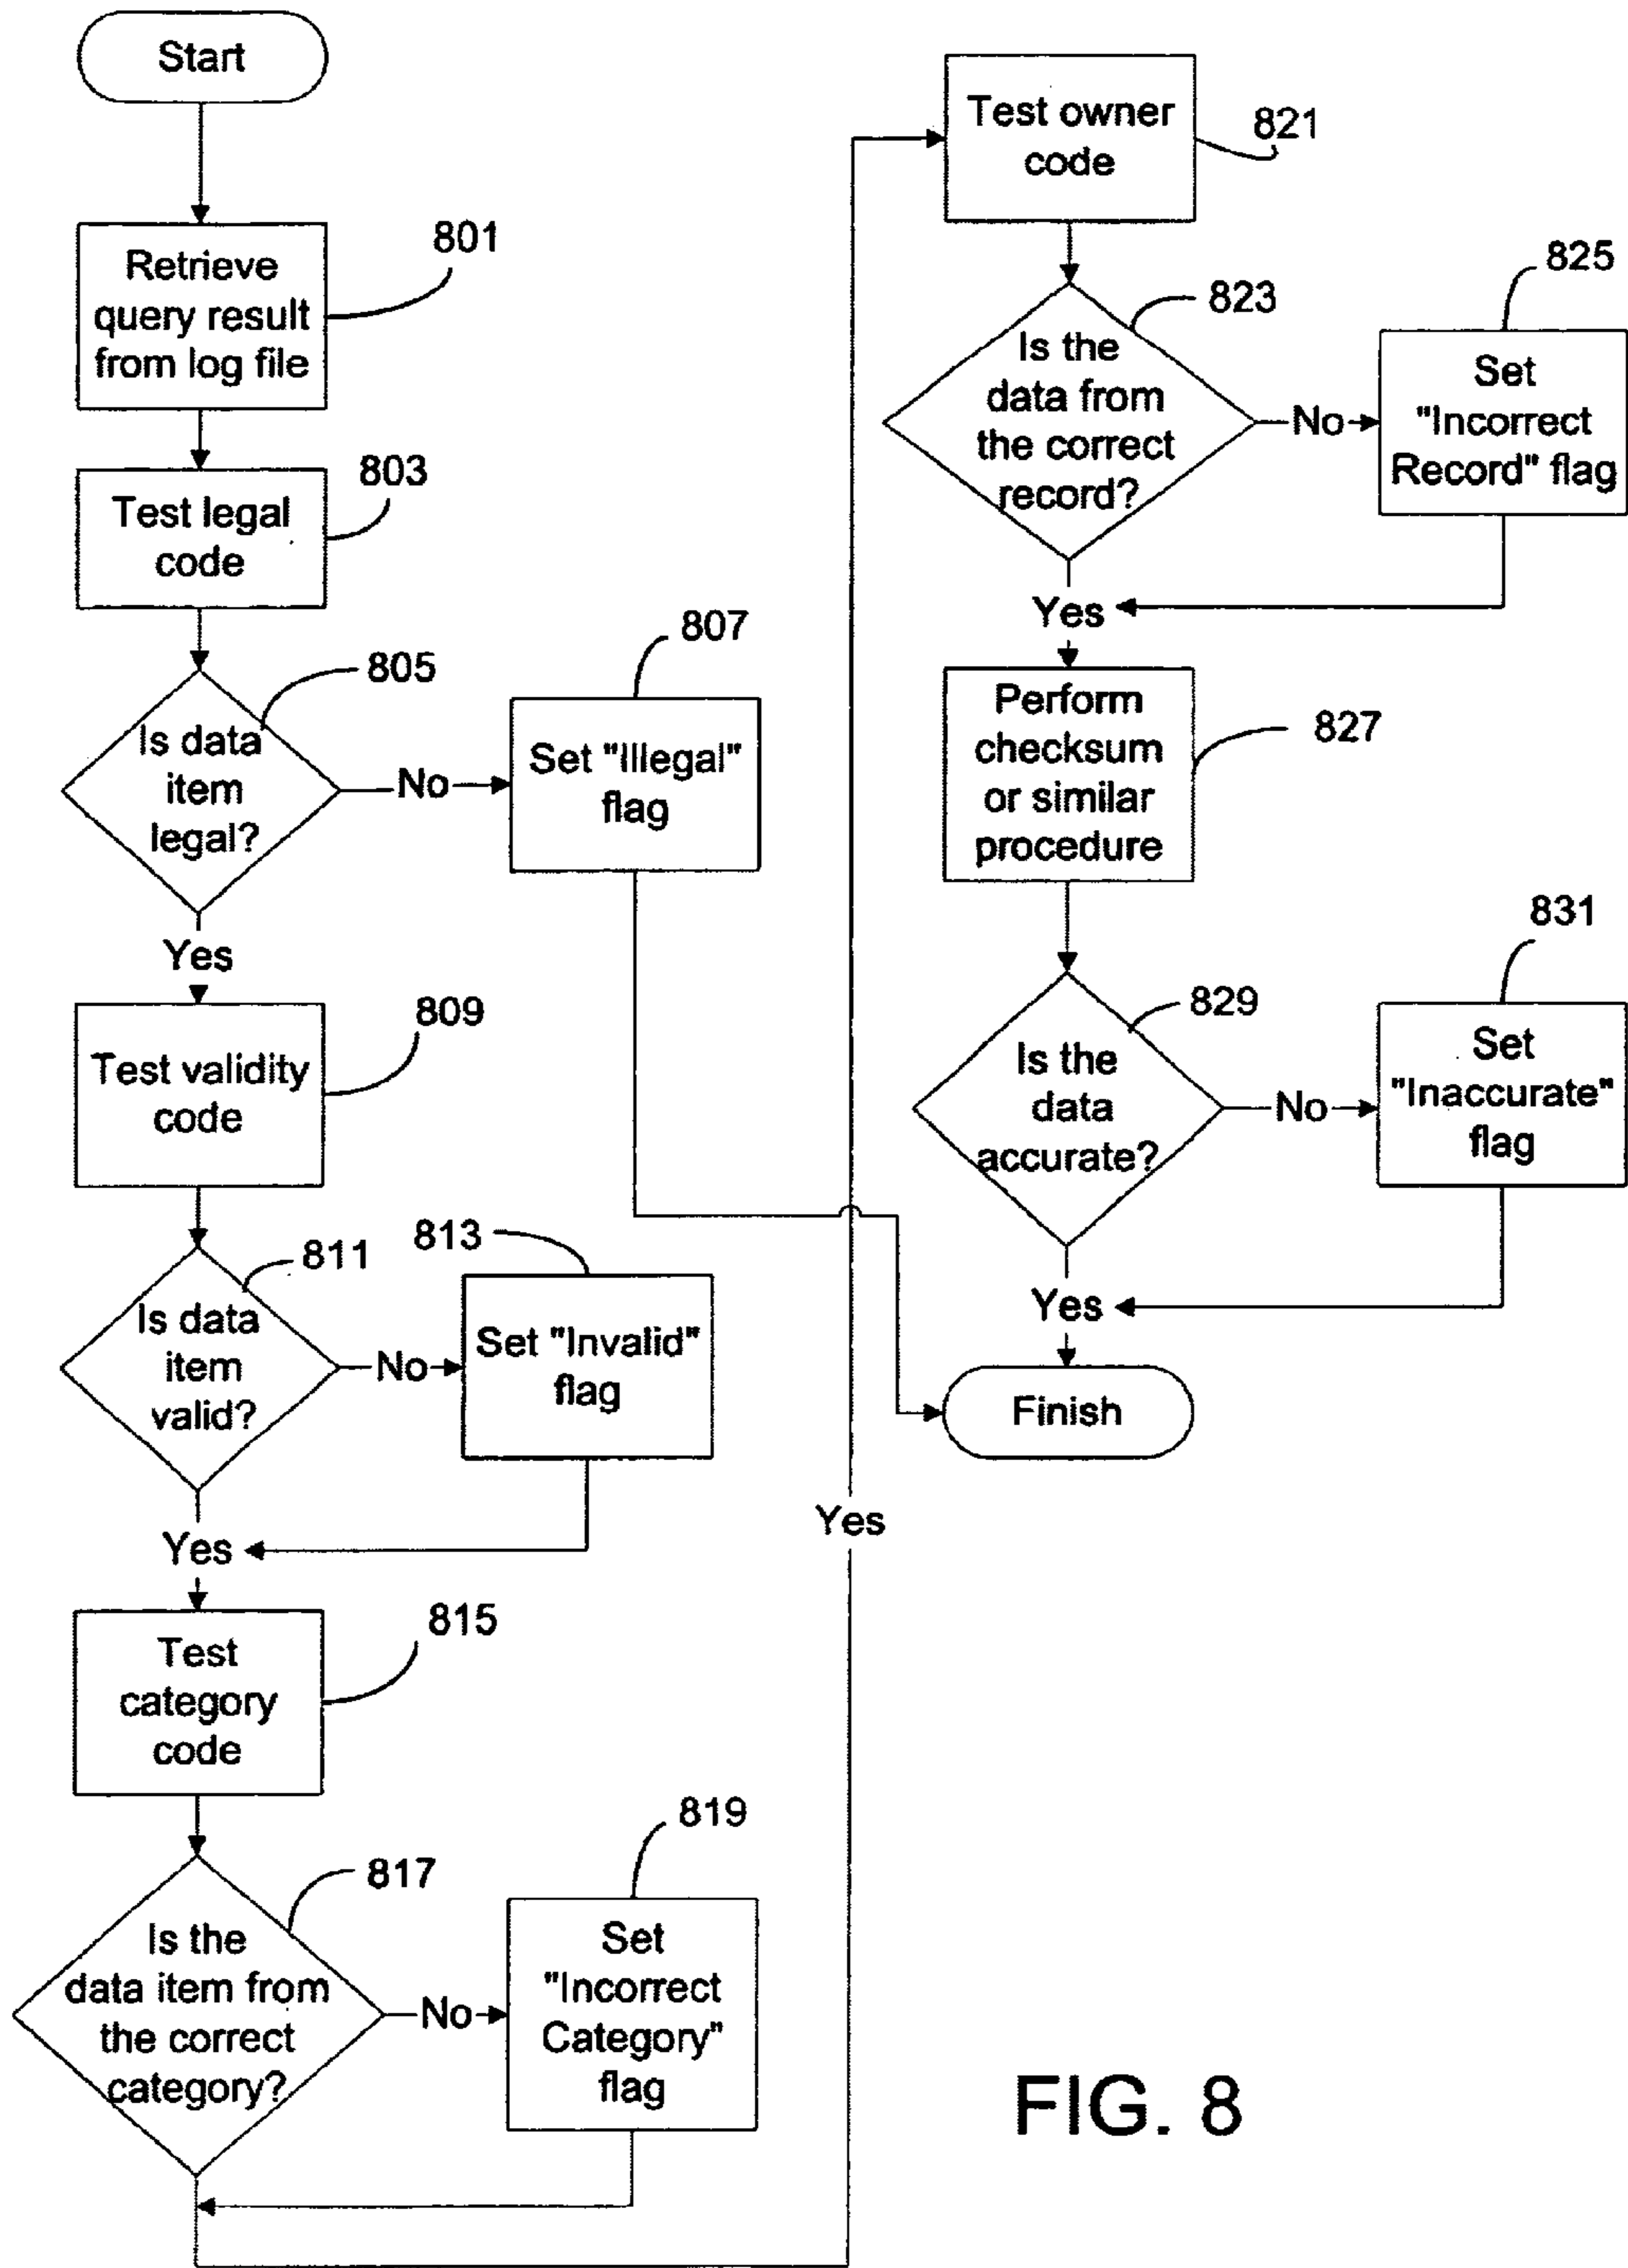 Start
801
Retrieve
query result
from log file
803
Test legal
code
805
Is data
item
legal?
No
807
Set "Illegal"
flag
Yes
809
Test validity
code
811
Is data
item
valid?
No
813
Set "Invalid"
flag
Yes
815
Test
category
code
817
Is the
data item from
the correct
category?
No
819
Set
"Incorrect
Category"
flag
Yes
821
Test owner
code
823
Is the
data from
the correct
record?
No
825
Set
"Incorrect
Record" flag
Yes
827
Perform
checksum
or similar
procedure
829
Is the
data
accurate?
No
831
Set
"Inaccurate"
flag
Yes
Finish
FIG. 8